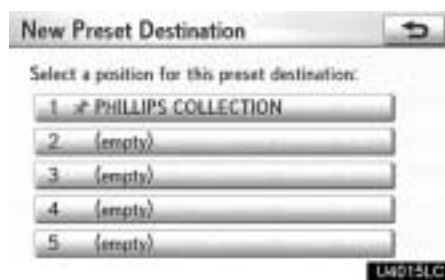 New Preset Destination
Select a position for this preset destination:
1 PHILLIPS COLLECTION
2 (empty)
3 (empty)
4 (empty)
5 (empty)
U4015LC